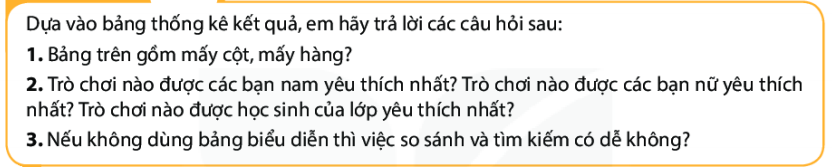 Dựa vào bảng thống kê kết quả, em hãy trả lời các câu hỏi sau:
1. Bảng trên gồm mấy cột, mấy hàng?
2. Trò chơi nào được các bạn nam yêu thích nhất? Trò chơi nào được các bạn nữ yêu thích
nhất? Trò chơi nào được học sinh của lớp yêu thích nhất?
3. Nếu không dùng bảng biểu diễn thì việc so sánh và tìm kiếm có dễ không?